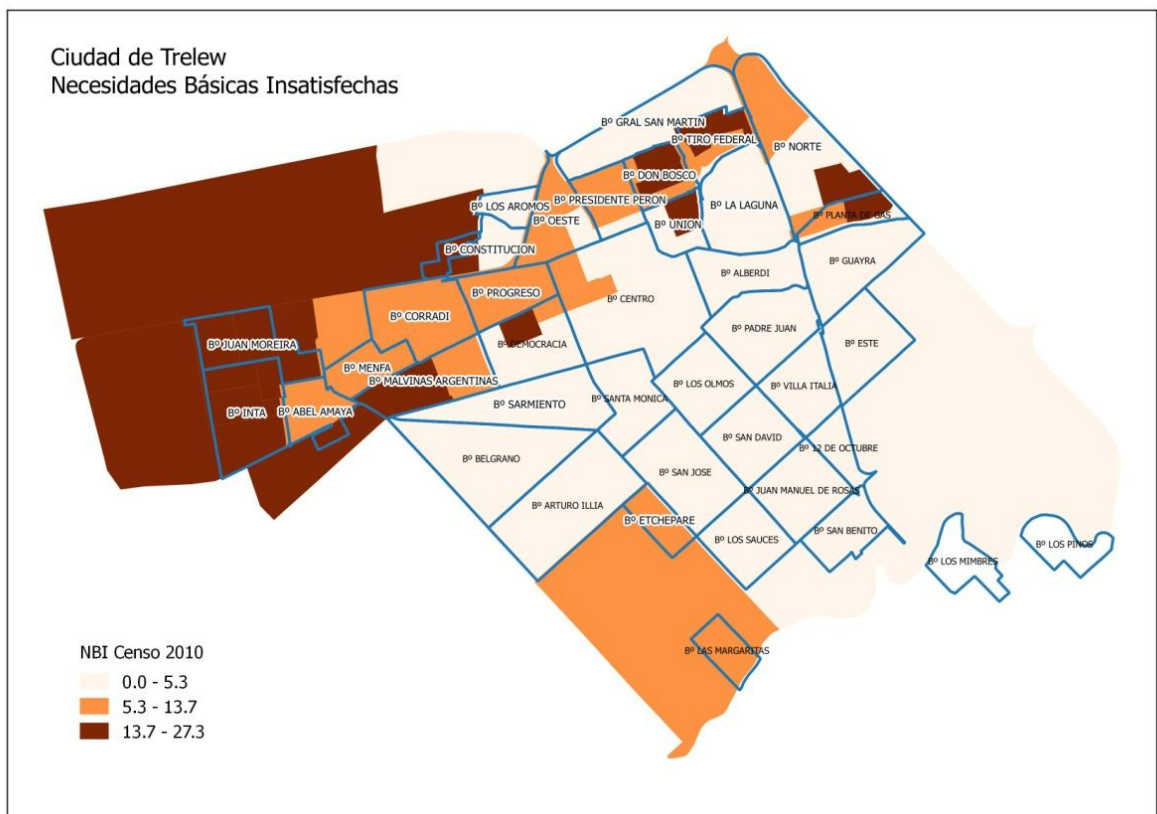 Ciudad de Trelew
Necesidades Básicas Insatisfechas
Bº GRAL SAN MARTIN
Bº TIRO FEDERAL
Bº NORTE
Bº DON BOSCO
Bº PRESIDENTE PERON
Bº LOS AROMOS
Bº LA LAGUNA
Bº PLANTA DE GAS
Bº OESTE
Bº UNION
Bº CONSTITUCION
Bº GUAYRA
Bº ALBERDI
Bº PROGRESO
Bº CENTRO
Bº CORRADI
Bº PADRE JUAN
Bº JUAN MOREIRA
Bº DEMOCRACIA
Bº ESTE
Bº MENFA
Bº MALVINAS ARGENTINAS
Bº LOS OLMOS
Bº VILLA ITALIA
Bº SANTA MONICA
Bº SARMIENTO
Bº INTA
Bº ABEL AMAYA
Bº SAN DAVID
Bº 12 DE OCTUBRE
Bº BELGRANO
Bº SAN JOSE
Bº JUAN MANUEL DE ROSAS
Bº ARTURO ILLIA
Bº ETCHEPARE
Bº SAN BENITO
Bº LOS SAUCES
Bº LOS PINOS
Bº LOS MIMBRES
Bº LAS MARGARITAS
NBI Censo 2010
0.0 - 5.3
5.3 - 13.7
13.7 - 27.3